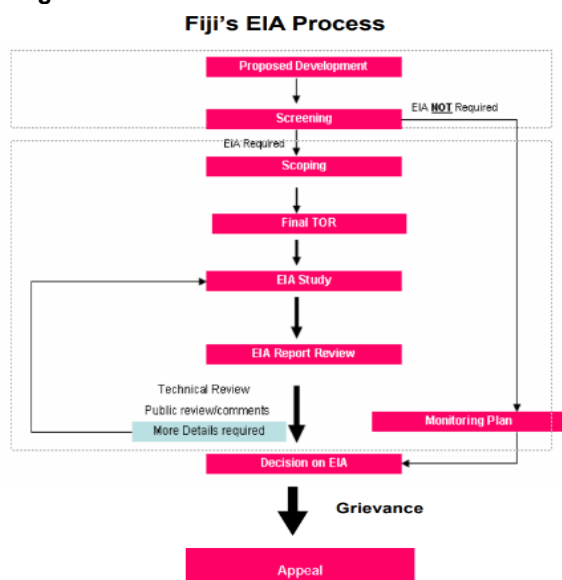 Fiji's EIA Process
Proposed Development
EIA NOT Required
Screening
EIA Required
Scoping
Final TOR
EIA Study
EIA Report Review
Technical Review
Public review/comments
More Details required
Monitoring Plan
Decision on EIA
Grievance
Appeal